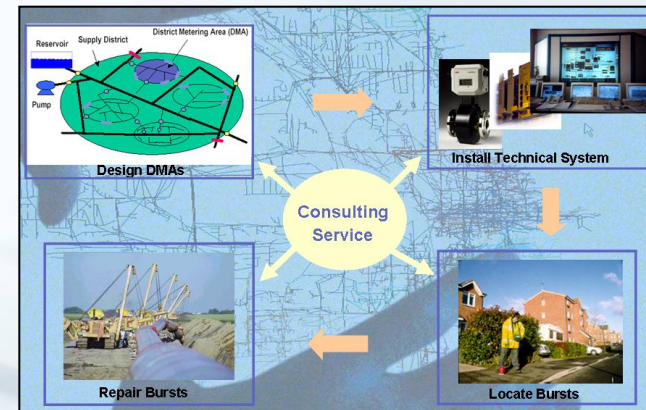 Reservoir
Supply District
District Metering Area (DMA)
Pump
Design DMAs
Install Technical System
Consulting
Service
Repair Bursts
Locate Bursts